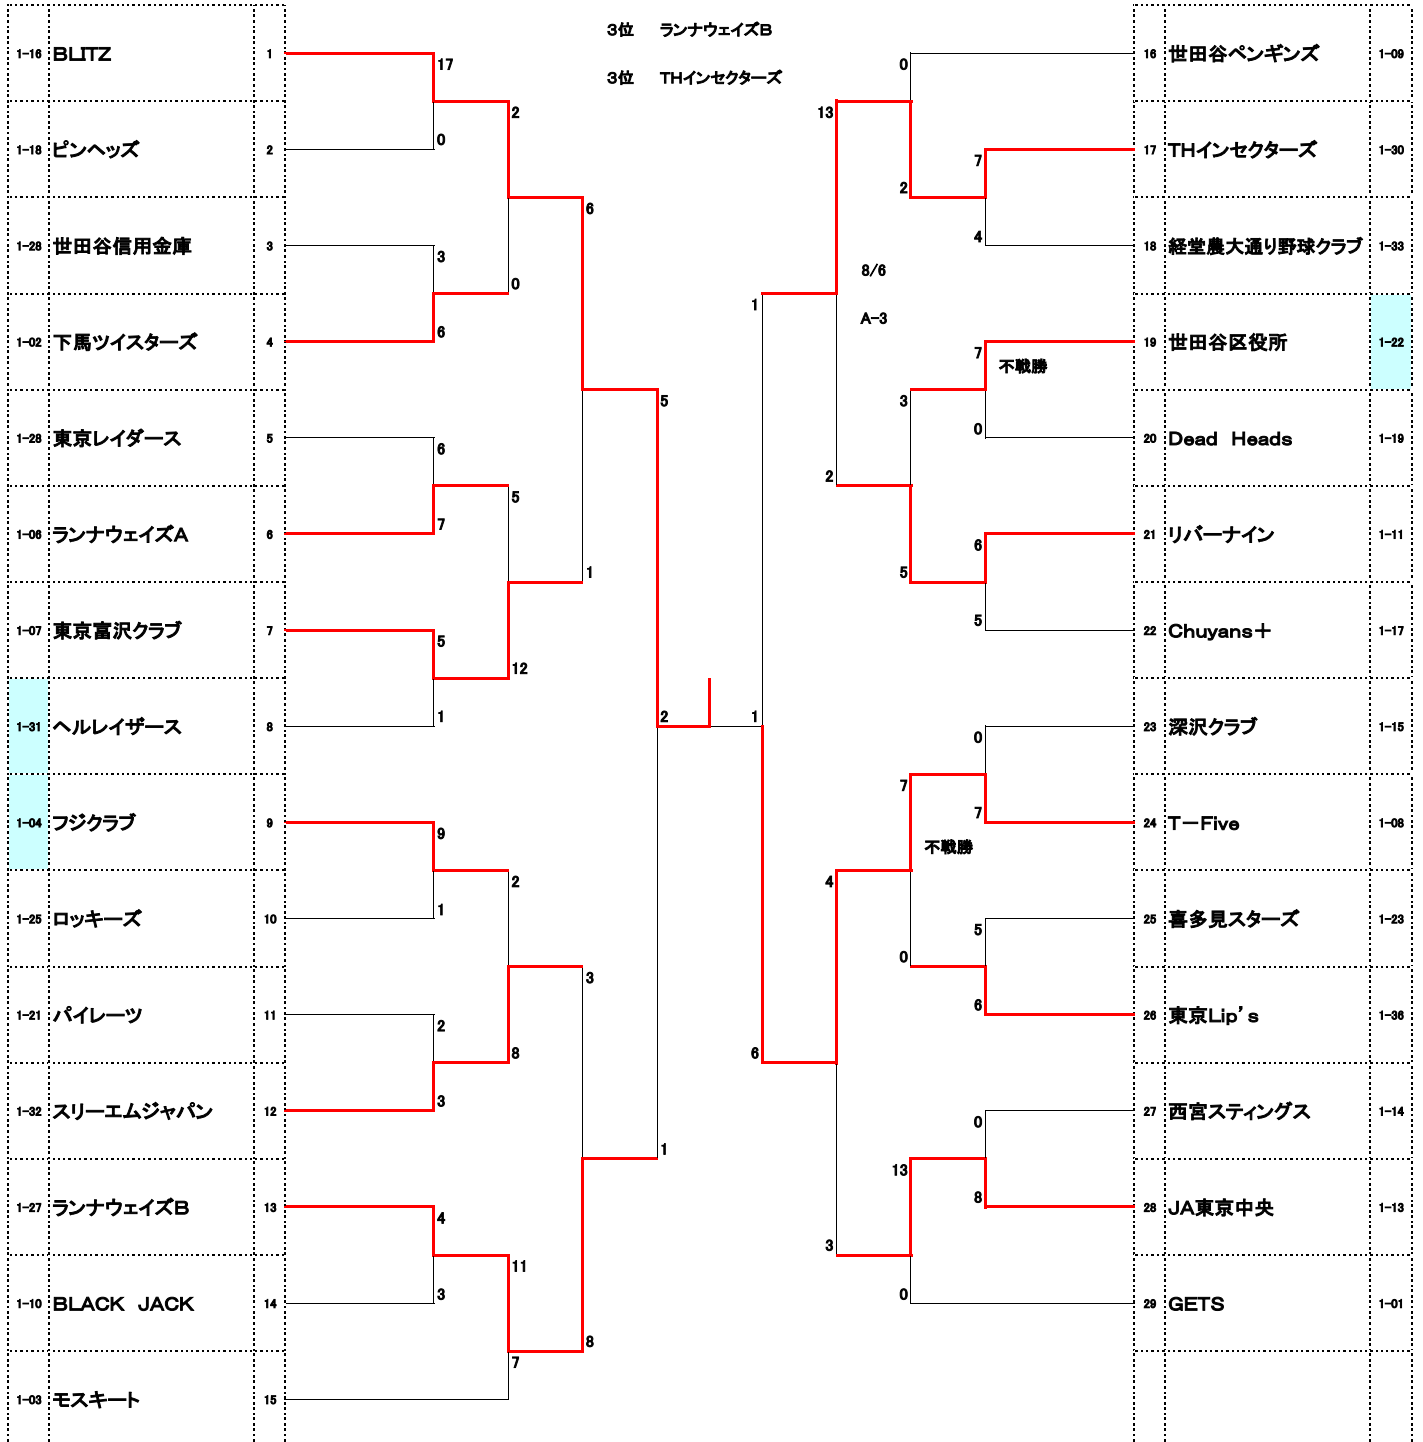 3位 ランナウェイズB
3位 THインセクターズ
1-16 BLITZ 1
17
2
1-18 ピンヘッズ 2
0
6
1-28 世田谷信用金庫 3
3
0
1-02 下馬ツイスターズ 4
6
5
1-28 東京レイダース 5
6
5
1-06 ランナウェイズA 6
7
1
1-07 東京富沢クラブ 7
5
12
1-31 ヘルレイザース 8
1
2
1-04 フジクラブ 9
9
2
1-25 ロッキーズ 10
1
3
1-21 パイレーツ 11
2
8
1-32 スリーエムジャパン 12
3
1
1-27 ランナウェイズB 13
4
11
1-10 BLACK JACK 14
3
8
7
1-03 モスキート 15
16 世田谷ペンギンズ 1-09
0
13
17 THインセクターズ 1-30
7
2
18 経堂農大通り野球クラブ 1-33
4
8/6
1
A-3
19 世田谷区役所 1-22
7
不戦勝
3
20 Dead Heads 1-19
0
2
21 リバーナイン 1-11
6
5
22 Chuyans+ 1-17
5
1
23 深沢クラブ 1-15
0
7
24 T-Five 1-08
7
不戦勝
4
25 喜多見スターズ 1-23
5
0
26 東京Lip's 1-36
6
6
27 西宮スティングス 1-14
0
13
28 JA東京中央 1-13
8
3
29 GETS 1-01
0